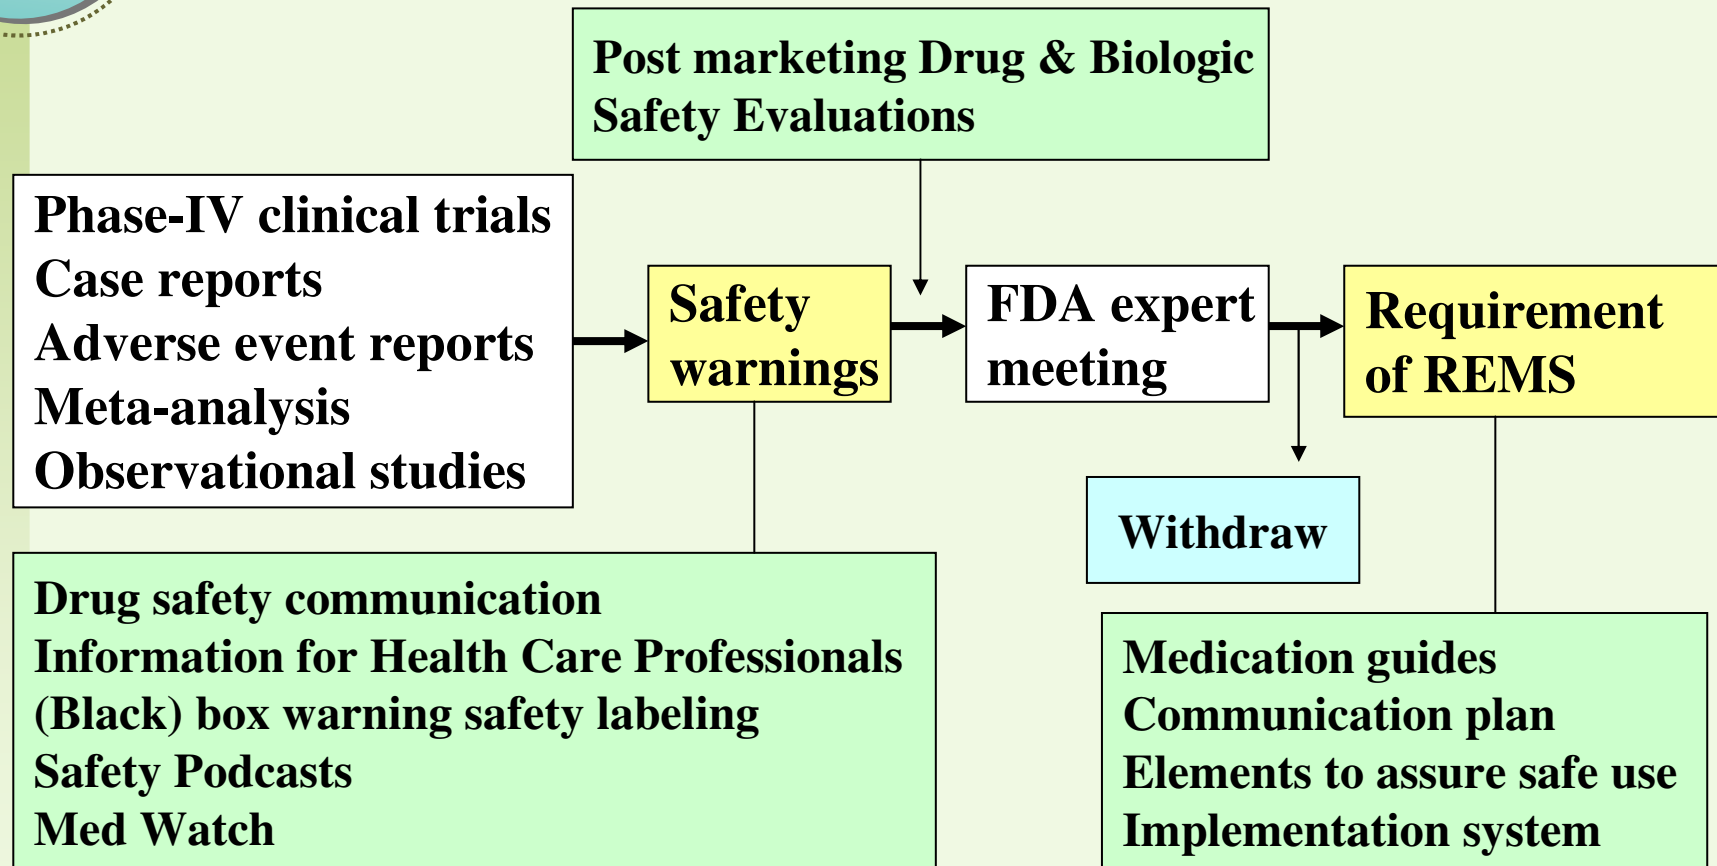 Post marketing Drug & Biologic
Safety Evaluations
Phase-IV clinical trials
Case reports
Adverse event reports
Meta-analysis
Observational studies
Safety
warnings
FDA expert
meeting
Requirement
of REMS
Withdraw
Drug safety communication
Information for Health Care Professionals
(Black) box warning safety labeling
Safety Podcasts
Med Watch
Medication guides
Communication plan
Elements to assure safe use
Implementation system